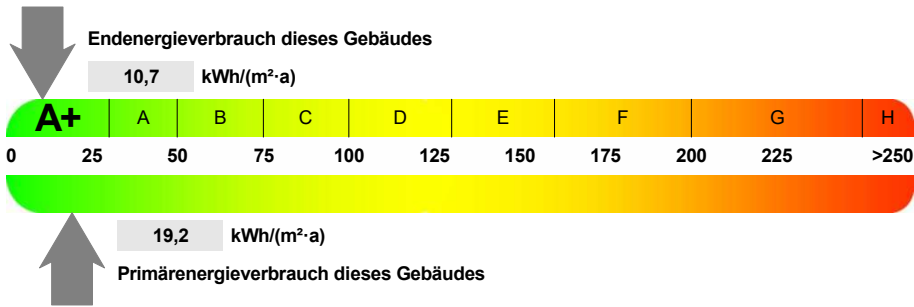 Endenergieverbrauch dieses Gebäudes
10,7 kWh/(m²·a)
A+ A B C D E F G H
0 25 50 75 100 125 150 175 200 225 >250
19,2 kWh/(m²·a)
Primärenergieverbrauch dieses Gebäudes